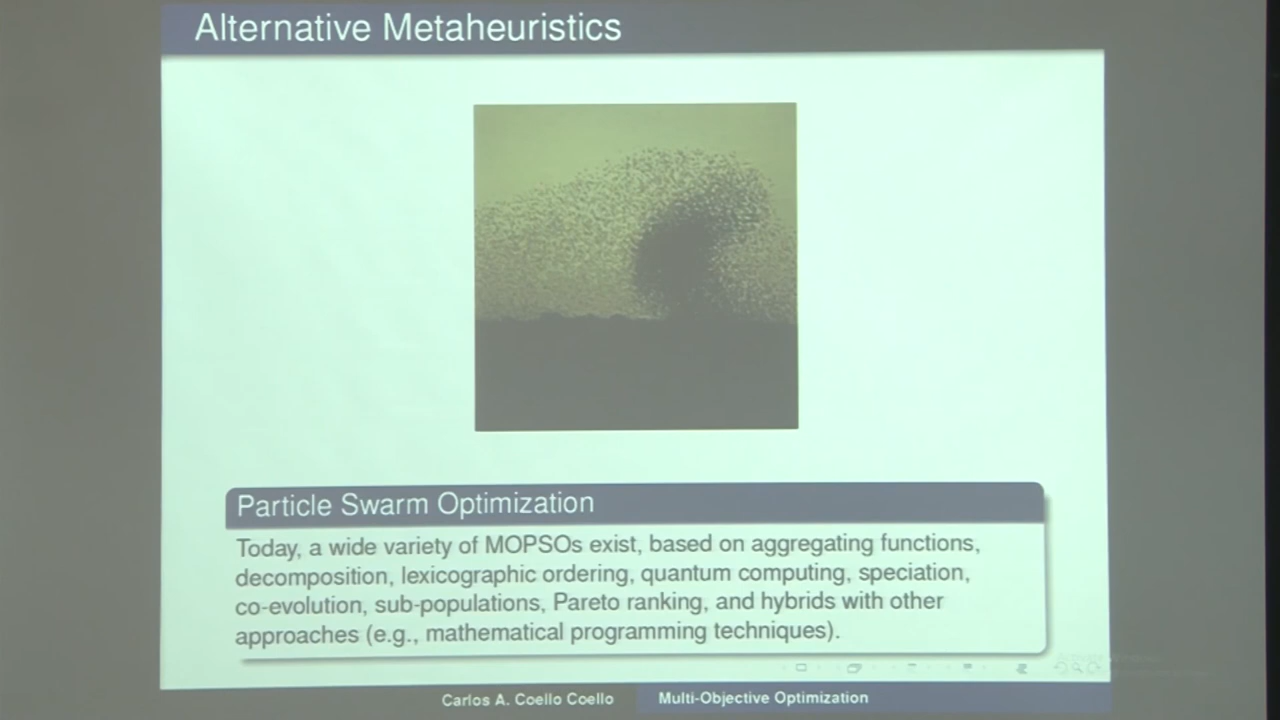 Alternative Metaheuristics
Particle Swarm Optimization
Today, a wide variety of MOPSOs exist, based on aggregating functions,
decomposition, lexicographic ordering, quantum computing, speciation,
co-evolution, sub-populations, Pareto ranking, and hybrids with other
approaches (e.g., mathematical programming techniques).
Carlos A. Coello Coello
Multi-Objective Optimization